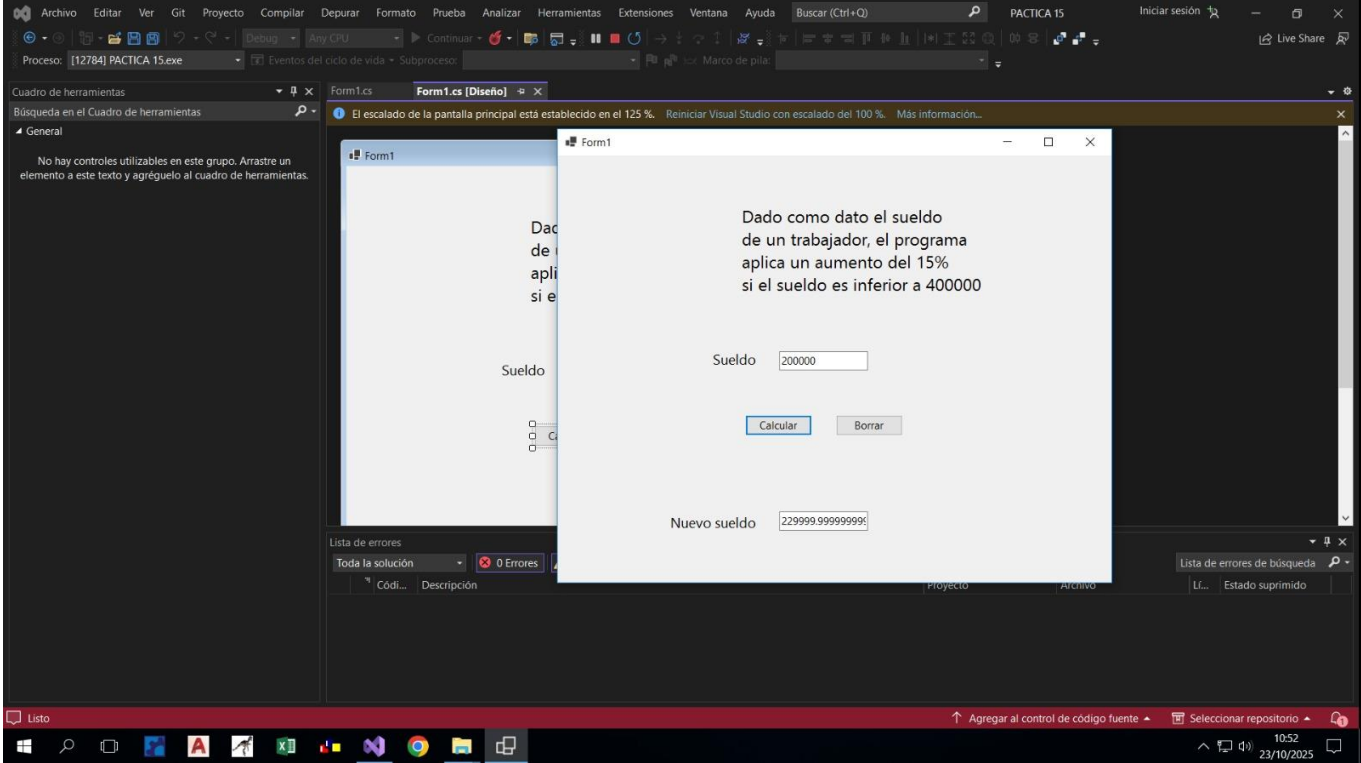 Archivo Editar Ver Git Proyecto Compilar Depurar Formato Prueba Analizar Herramientas Extensiones Ventana Ayuda Buscar (Ctrl+Q) PACTICA 15 Iniciar sesión
Debug Any CPU Continuar Live Share
Proceso: [12784] PACTICA 15.exe Eventos del ciclo de vida Subproceso: Marco de pila:
Cuadro de herramientas
Búsqueda en el Cuadro de herramientas
General
No hay controles utilizables en este grupo. Arrastre un
elemento a este texto y agréguelo al cuadro de herramientas.
Form1.cs Form1.cs [Diseño]
El escalado de la pantalla principal está establecido en el 125 %. Reiniciar Visual Studio con escalado del 100 %. Más información...
Form1
Sueldo
Form1
Dado como dato el sueldo
de un trabajador, el programa
aplica un aumento del 15%
si el sueldo es inferior a 400000
Sueldo 200000
Calcular Borrar
Nuevo sueldo 229999.999999999
Lista de errores
Toda la solución 0 Errores Lista de errores de búsqueda
Códi... Descripción Proyecto Archivo Lí... Estado suprimido
Listo Agregar al control de código fuente Seleccionar repositorio
10:52
23/10/2025